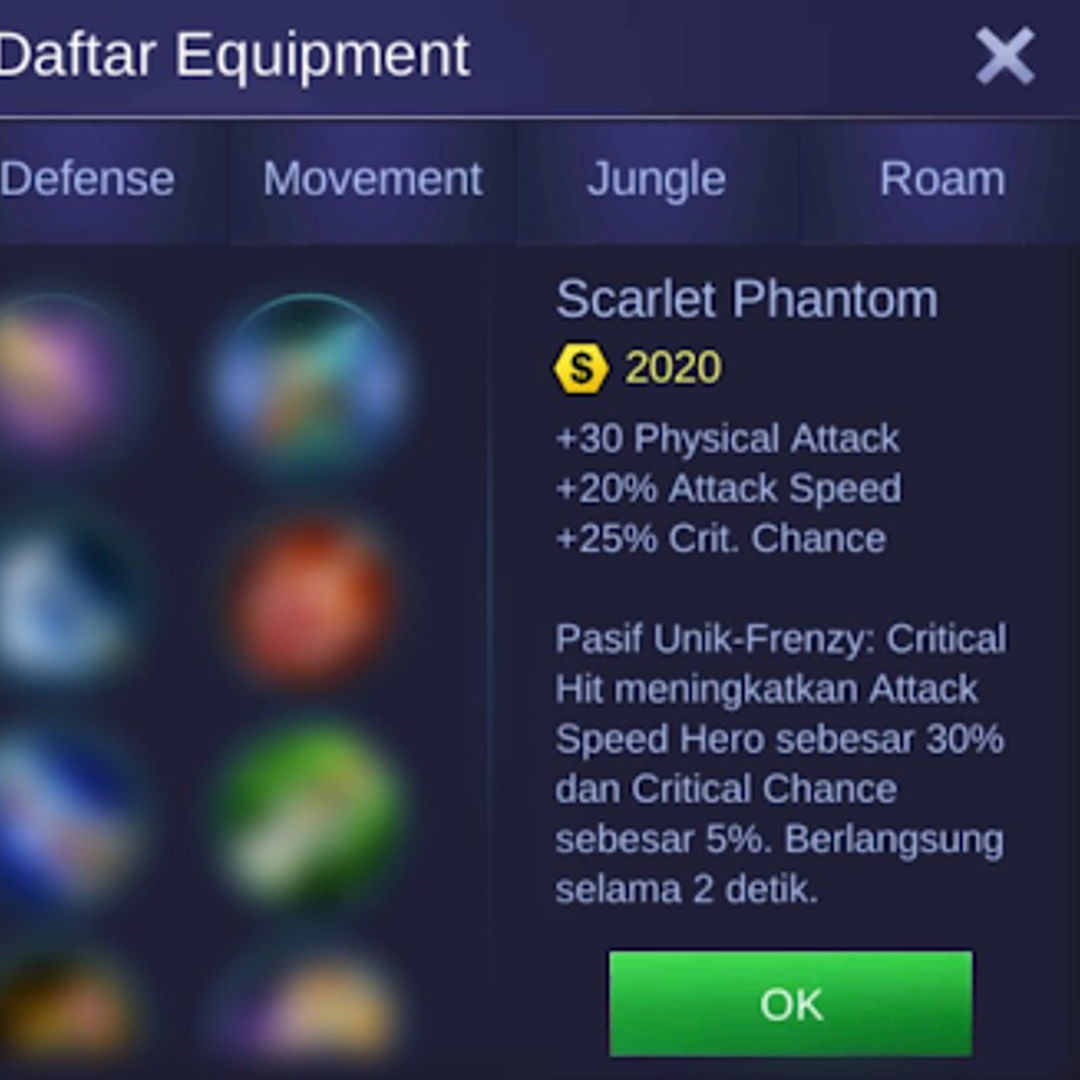 Daftar Equipment
Defense Movement Jungle Roam
Scarlet Phantom
2020
+30 Physical Attack
+20% Attack Speed
+25% Crit. Chance
Pasif Unik-Frenzy: Critical
Hit meningkatkan Attack
Speed Hero sebesar 30%
dan Critical Chance
sebesar 5%. Berlangsung
selama 2 detik.
OK